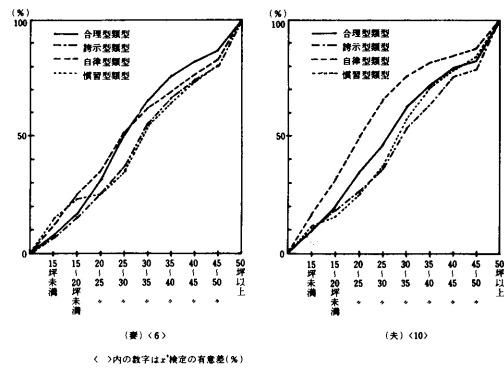 (%)
100
50
0
合理型類型
誇示型類型
自律型類型
慣習型類型
15坪未満
15〜20坪未満
20〜25 〃
25〜30 〃
30〜35 〃
35〜40 〃
40〜45 〃
45〜50 〃
50坪以上
(妻)〈6〉
(%)
100
50
0
合理型類型
誇示型類型
自律型類型
慣習型類型
15坪未満
15〜20坪未満
20〜25 〃
25〜30 〃
30〜35 〃
35〜40 〃
40〜45 〃
45〜50 〃
50坪以上
(夫)〈10〉
〈 〉内の数字はx²検定の有意差(%)